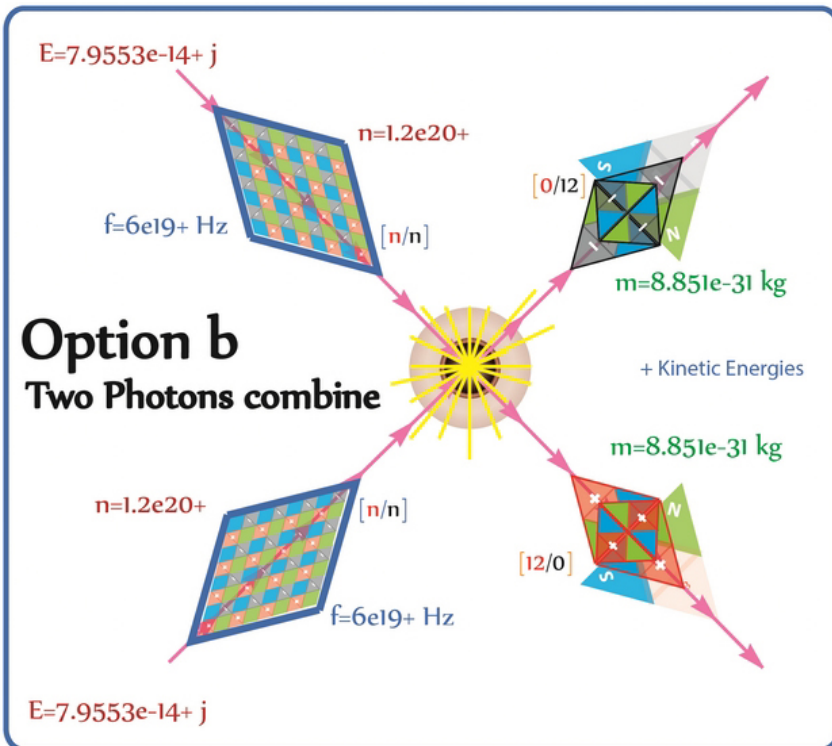 E=7.9553e-14+ j
n=1.2e20+
f=6e19+ Hz
[n/n]
S
[0/12]
N
m=8.851e-31 kg
Option b
Two Photons combine
+ Kinetic Energies
m=8.851e-31 kg
n=1.2e20+
[n/n]
N
[12/0]
S
f=6e19+ Hz
E=7.9553e-14+ j